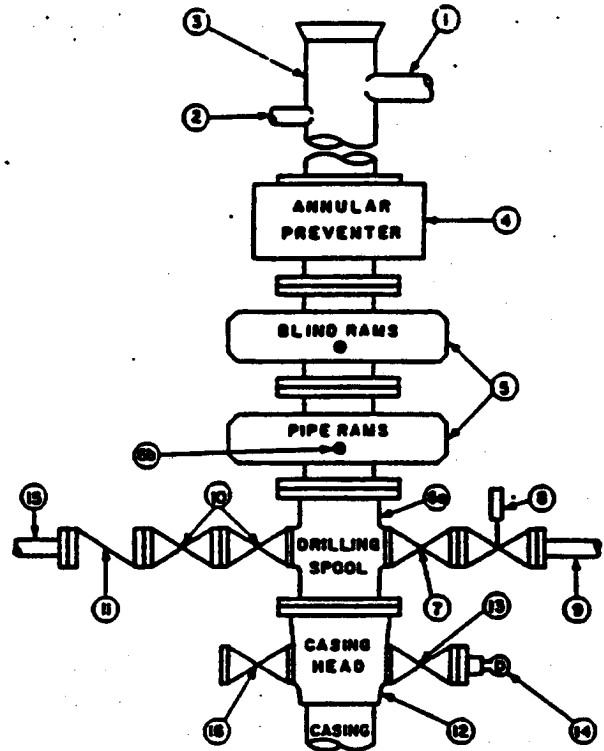 3
1
2
ANNULAR
PREVENTER
4
BLIND RAMS
5
PIPE RAMS
6b
15
10
6a
8
DRILLING
SPOOL
11
7
9
13
CASING
HEAD
16
12
14
CASING